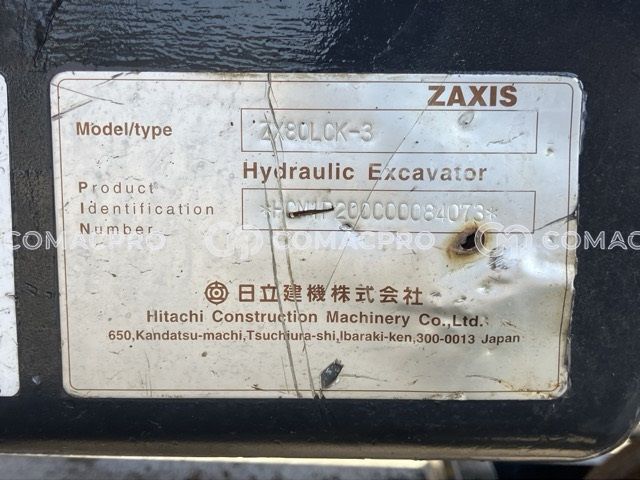 ZAXIS
Model/type ZX80LCK-3
Hydraulic Excavator
Product
Identification
Number
COMACPRO COMACPRO COMACPRO
日立建機株式会社
Hitachi Construction Machinery Co.,Ltd.
650,Kandatsu-machi,Tsuchiura-shi,Ibaraki-ken,300-0013 Japan